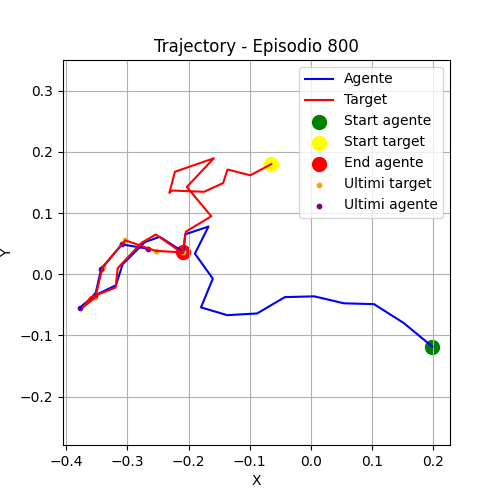 Trajectory - Episodio 800
Agente
Target
Start agente
Start target
End agente
Ultimi target
Ultimi agente
0.3
0.2
0.1
0.0
−0.1
−0.2
Y
−0.4 −0.3 −0.2 −0.1 0.0 0.1 0.2
X